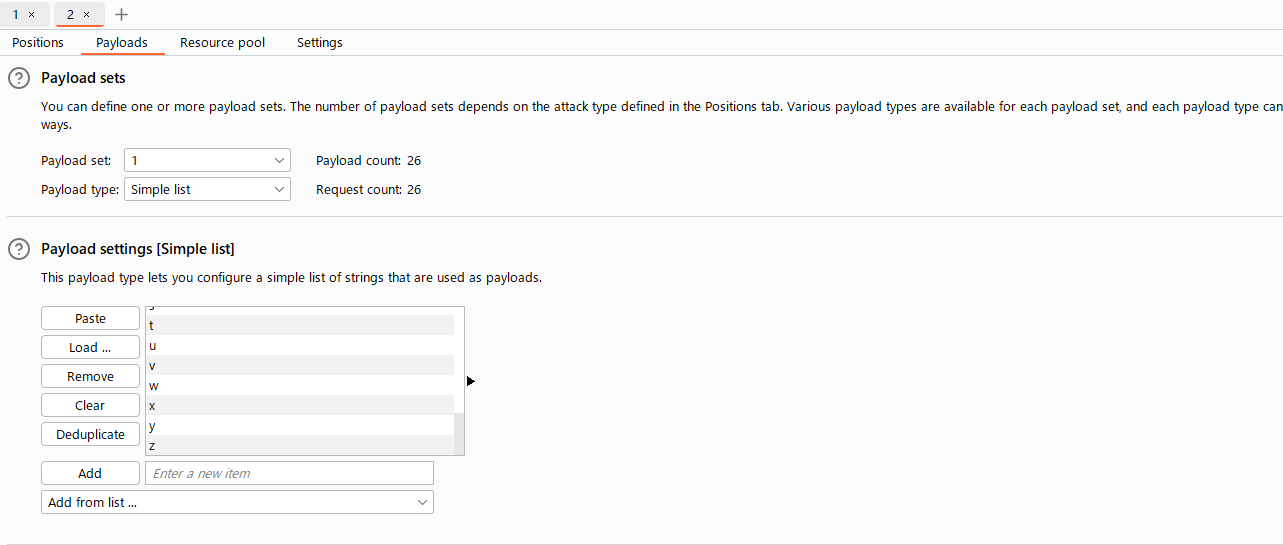 1 ×
2 ×
+
Positions
Payloads
Resource pool
Settings
? Payload sets
You can define one or more payload sets. The number of payload sets depends on the attack type defined in the Positions tab. Various payload types are available for each payload set, and each payload type can
ways.
Payload set: 1 Payload count: 26
Payload type: Simple list Request count: 26
? Payload settings [Simple list]
This payload type lets you configure a simple list of strings that are used as payloads.
Paste
Load ...
Remove
Clear
Deduplicate
t
u
v
w
x
y
z
Add
Enter a new item
Add from list ...